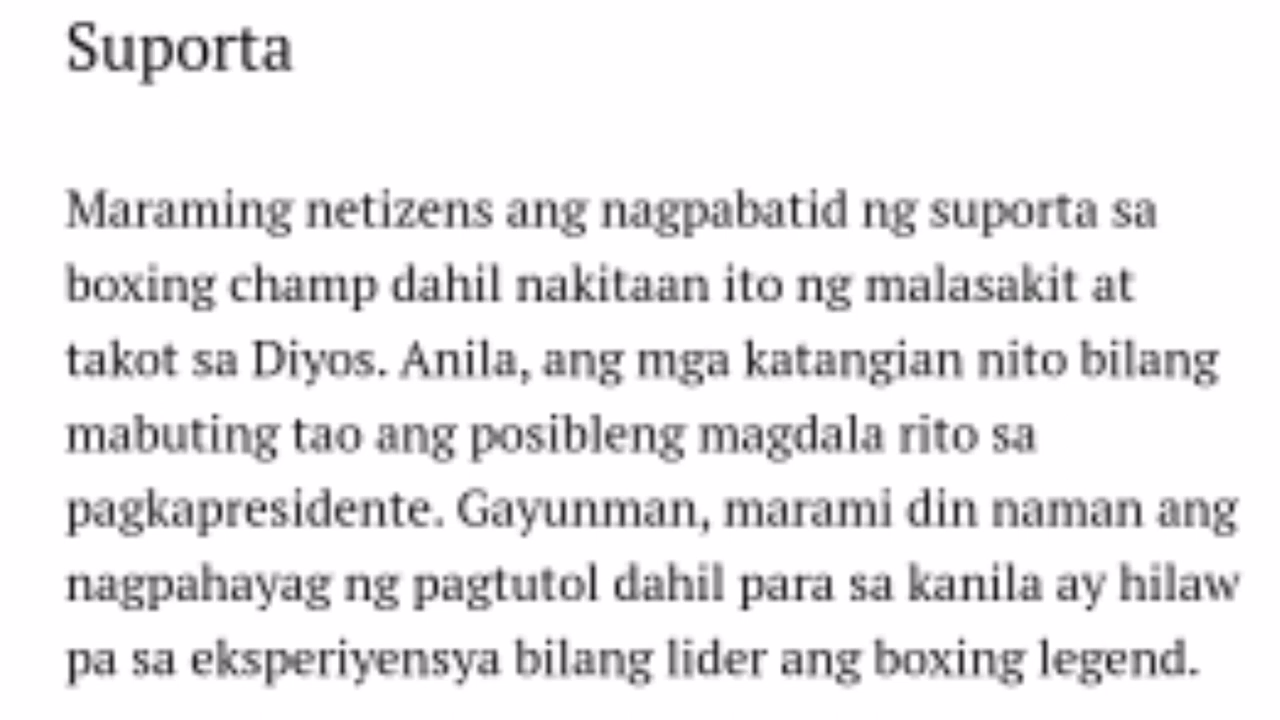 Suporta
Maraming netizens ang nagpabatid ng suporta sa
boxing champ dahil nakitaan ito ng malasakit at
takot sa Diyos. Anila, ang mga katangian nito bilang
mabuting tao ang posibleng magdala rito sa
pagkapresidente. Gayunman, marami din naman ang
nagpahayag ng pagtutol dahil para sa kanila ay hilaw
pa sa eksperiyensya bilang lider ang boxing legend.